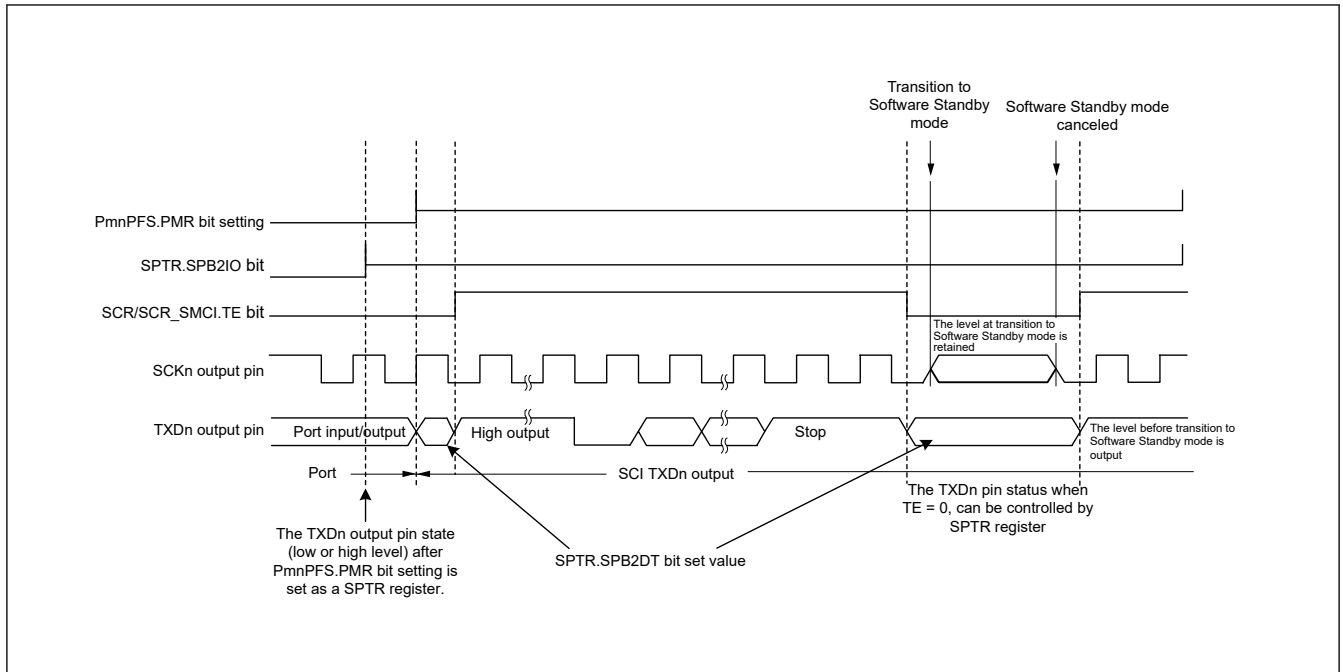 Transition to
Software Standby
mode
Software Standby mode
canceled
PmnPFS.PMR bit setting
SPTR.SPB2IO bit
SCR/SCR_SMCI.TE bit
The level at transition to
Software Standby mode is
retained
SCKn output pin
TXDn output pin
Port input/output
High output
Stop
The level before transition to
Software Standby mode is
output
Port
SCI TXDn output
The TXDn pin status when
TE = 0, can be controlled by
SPTR register
The TXDn output pin state
(low or high level) after
PmnPFS.PMR bit setting is
set as a SPTR register.
SPTR.SPB2DT bit set value